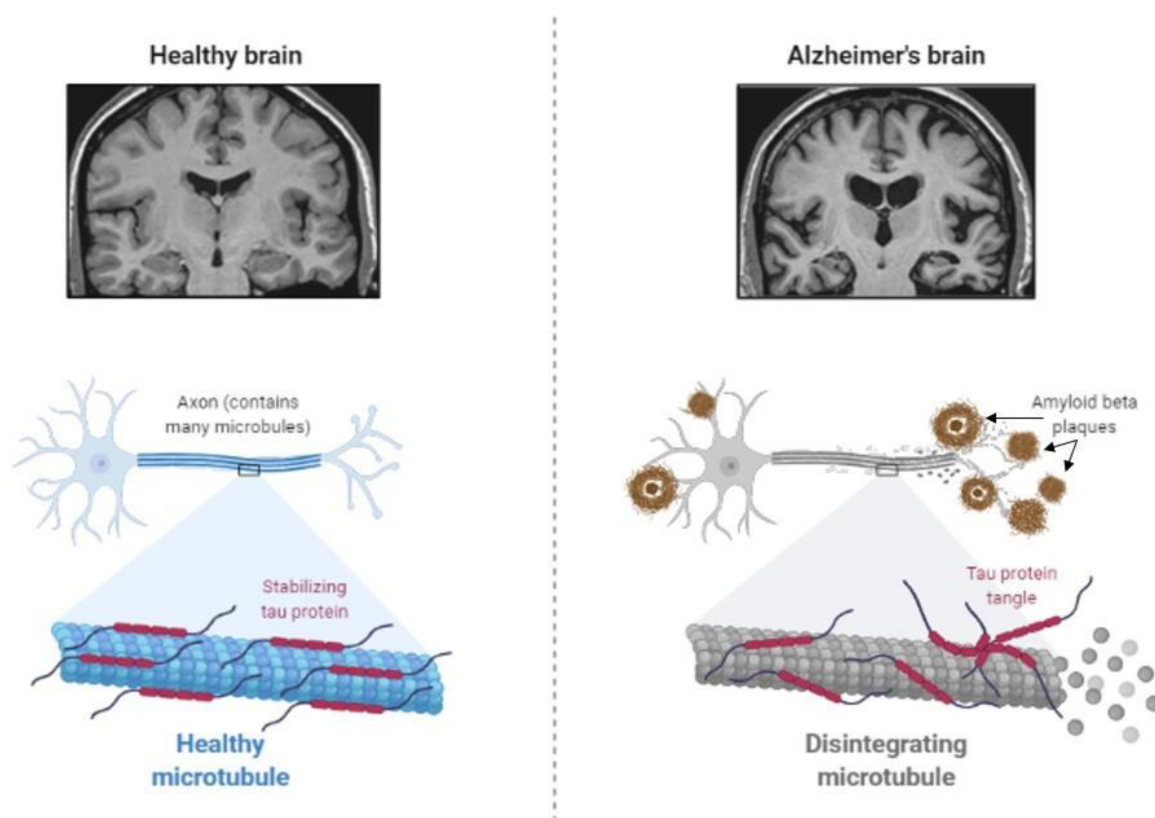 Healthy brain
Axon (contains
many microbules)
Stabilizing
tau protein
Healthy
microtubule
Alzheimer's brain
Amyloid beta
plaques
Tau protein
tangle
Disintegrating
microtubule